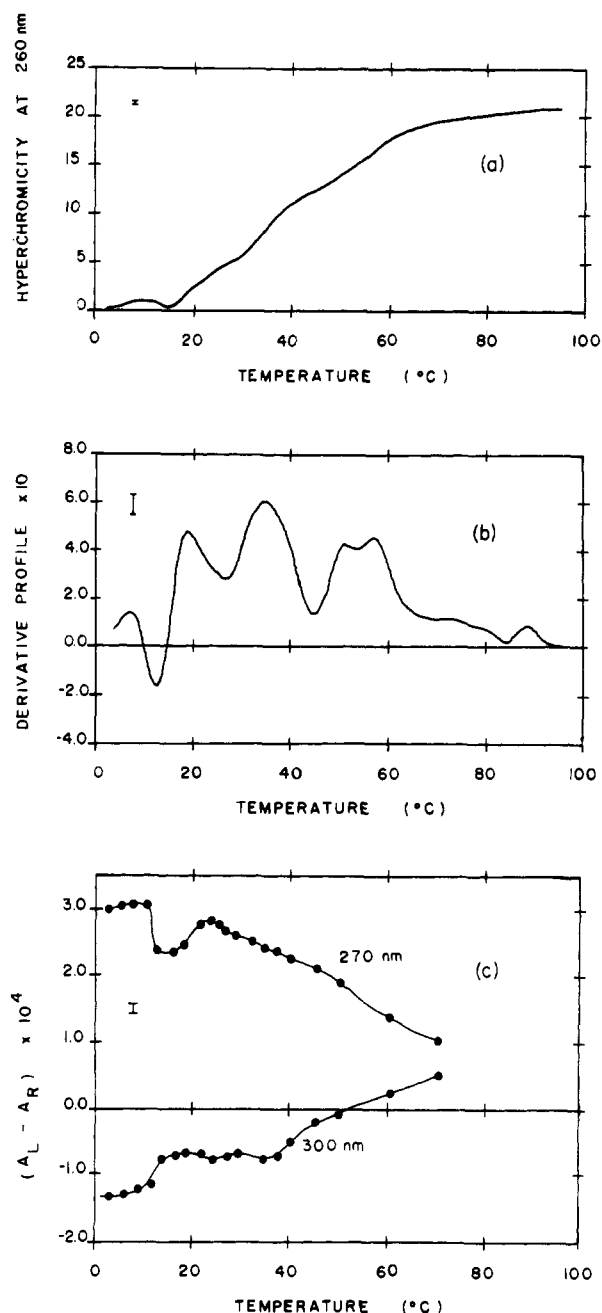 HYPERCHROMICITY AT 260 nm
25
20
15
10
5
0
(a)
0 20 40 60 80 100
TEMPERATURE (°C)
DERIVATIVE PROFILE x10
8.0
6.0
4.0
2.0
0.0
-2.0
-4.0
(b)
0 20 40 60 80 100
TEMPERATURE (°C)
(A_L - A_R) x 10^4
3.0
2.0
1.0
0.0
-1.0
-2.0
270 nm
(c)
300 nm
0 20 40 60 80 100
TEMPERATURE (°C)